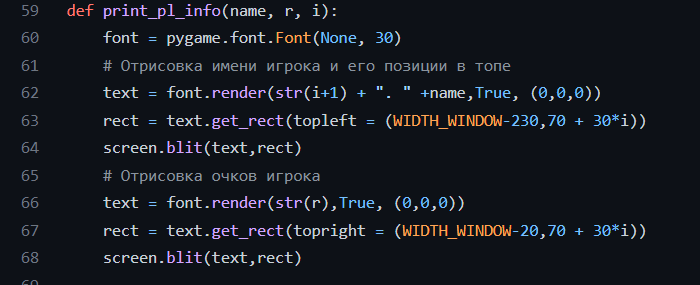 59 def print_pl_info(name, r, i):
60 font = pygame.font.Font(None, 30)
61 # Отрисовка имени игрока и его позиции в топе
62 text = font.render(str(i+1) + ". " +name,True, (0,0,0))
63 rect = text.get_rect(topleft = (WIDTH_WINDOW-230,70 + 30*i))
64 screen.blit(text,rect)
65 # Отрисовка очков игрока
66 text = font.render(str(r),True, (0,0,0))
67 rect = text.get_rect(topright = (WIDTH_WINDOW-20,70 + 30*i))
68 screen.blit(text,rect)